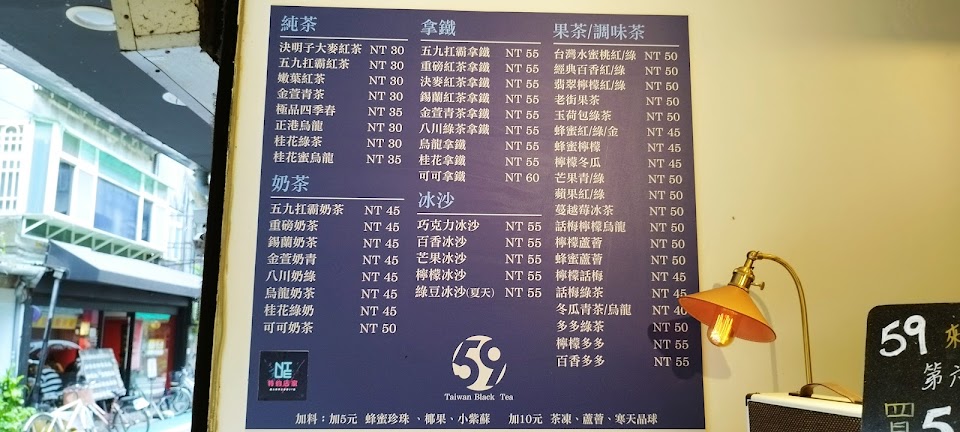 純茶
決明子大麥紅茶 NT 30
五九扛霸紅茶 NT 30
嫩葉紅茶 NT 30
金萱青茶 NT 30
極品四季春 NT 35
正港烏龍 NT 30
桂花綠茶 NT 30
桂花蜜烏龍 NT 35
奶茶
五九扛霸奶茶 NT 45
重磅奶茶 NT 45
錫蘭奶茶 NT 45
金萱奶青 NT 45
八川奶綠 NT 45
烏龍奶茶 NT 45
桂花綠奶 NT 45
可可奶茶 NT 50
拿鐵
五九扛霸拿鐵 NT 55
重磅紅茶拿鐵 NT 55
決麥紅茶拿鐵 NT 55
錫蘭紅茶拿鐵 NT 55
金萱青茶拿鐵 NT 55
八川綠茶拿鐵 NT 55
烏龍拿鐵 NT 55
桂花拿鐵 NT 55
可可拿鐵 NT 60
冰沙
巧克力冰沙 NT 55
百香冰沙 NT 55
芒果冰沙 NT 55
檸檬冰沙 NT 55
綠豆冰沙(夏天) NT 55
果茶/調味茶
台灣水蜜桃紅/綠 NT 50
經典百香紅/綠 NT 50
翡翠檸檬紅/綠 NT 50
老街果茶 NT 50
玉荷包綠茶 NT 50
蜂蜜紅/綠/金 NT 45
蜂蜜檸檬 NT 45
檸檬冬瓜 NT 45
芒果青/綠 NT 50
蘋果紅/綠 NT 50
蔓越莓冰茶 NT 50
話梅檸檬烏龍 NT 50
檸檬蘆薈 NT 50
蜂蜜蘆薈 NT 50
檸檬話梅 NT 45
話梅綠茶 NT 45
冬瓜青茶/烏龍 NT 40
多多綠茶 NT 50
檸檬多多 NT 55
百香多多 NT 55
59
Taiwan Black Tea
加料：加5元 蜂蜜珍珠、椰果、小紫蘇 加10元 茶凍、蘆薈、寒天晶球
59
第
買 5